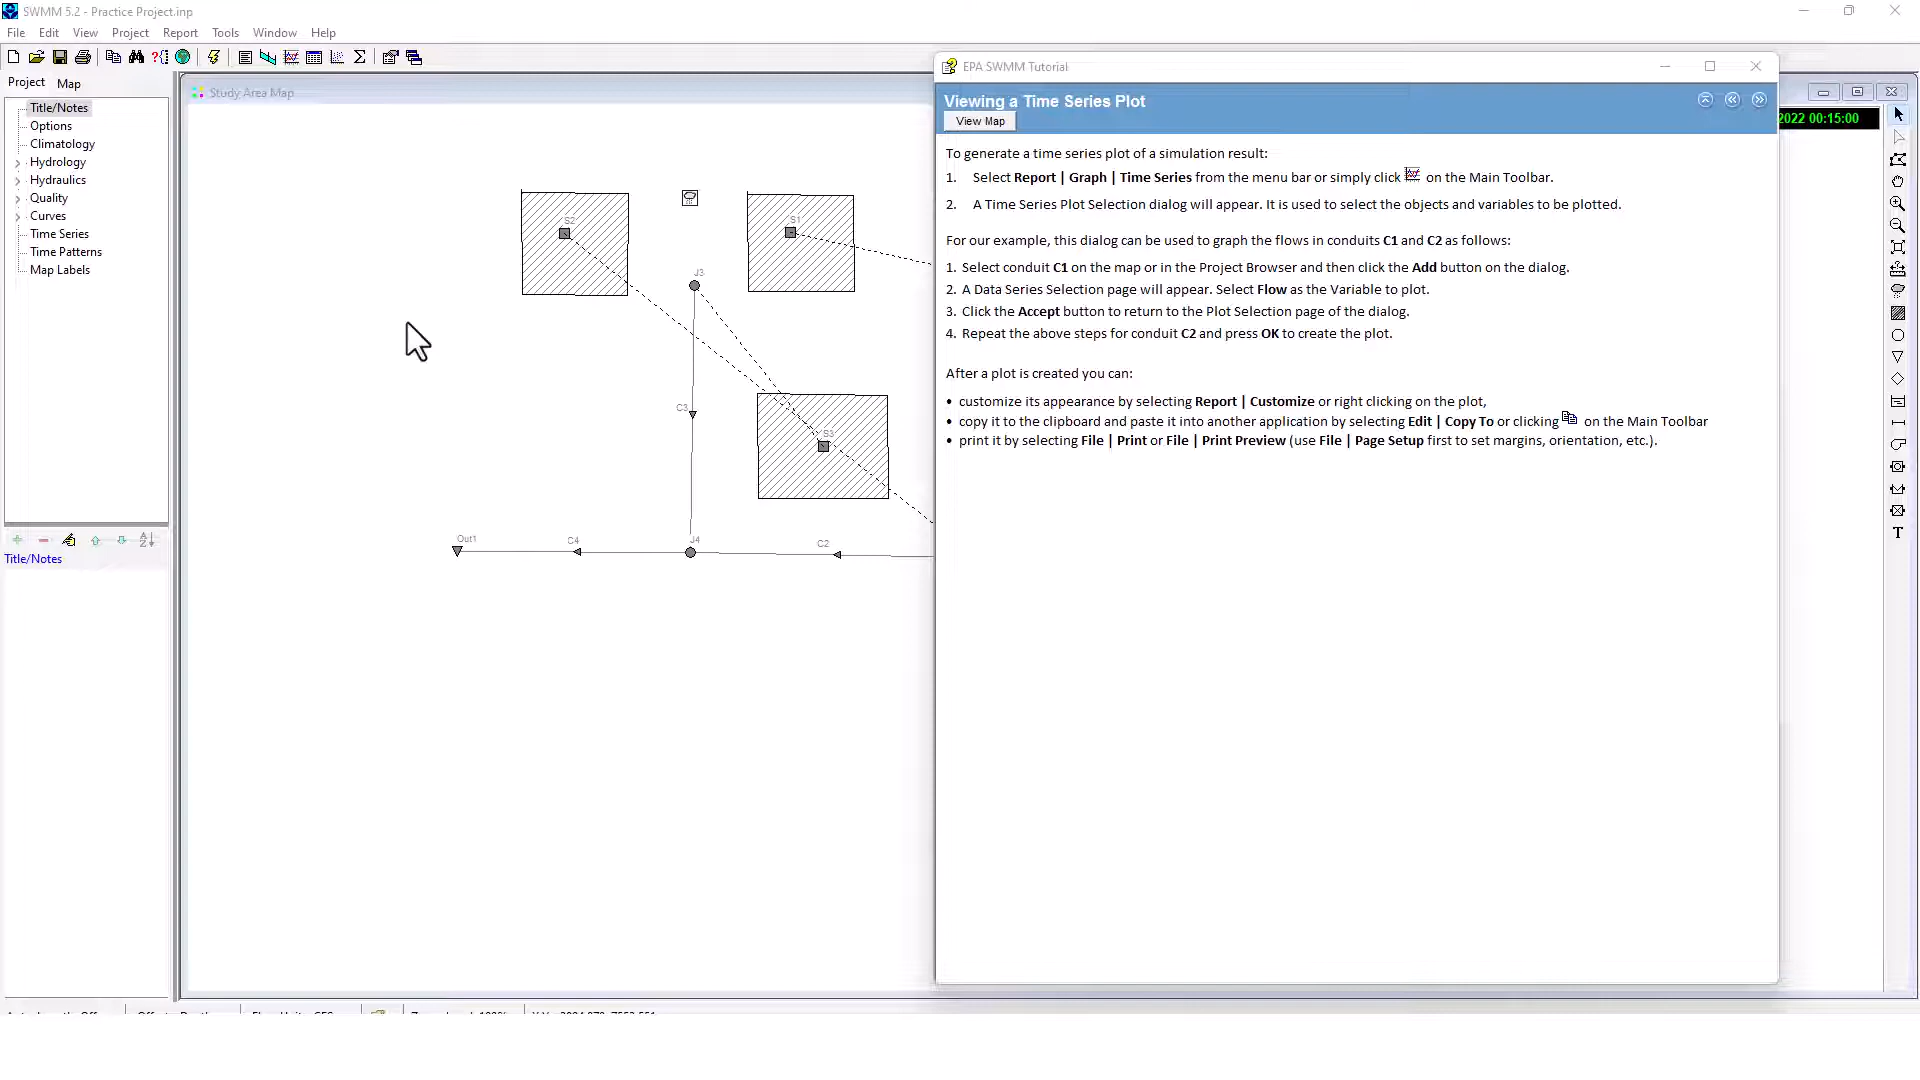 SWMM 5.2 - Practice Project.inp
File Edit View Project Report Tools Window Help
Project Map
Title/Notes
Options
Climatology
Hydrology
Hydraulics
Quality
Curves
Time Series
Time Patterns
Map Labels
Title/Notes
Study Area Map
S2
S1
J3
C3
S3
Out1
C4
J4
C2
EPA SWMM Tutorial
Viewing a Time Series Plot
View Map
To generate a time series plot of a simulation result:
1. Select Report | Graph | Time Series from the menu bar or simply click on the Main Toolbar.
2. A Time Series Plot Selection dialog will appear. It is used to select the objects and variables to be plotted.
For our example, this dialog can be used to graph the flows in conduits C1 and C2 as follows:
1. Select conduit C1 on the map or in the Project Browser and then click the Add button on the dialog.
2. A Data Series Selection page will appear. Select Flow as the Variable to plot.
3. Click the Accept button to return to the Plot Selection page of the dialog.
4. Repeat the above steps for conduit C2 and press OK to create the plot.
After a plot is created you can:
• customize its appearance by selecting Report | Customize or right clicking on the plot,
• copy it to the clipboard and paste it into another application by selecting Edit | Copy To or clicking on the Main Toolbar
• print it by selecting File | Print or File | Print Preview (use File | Page Setup first to set margins, orientation, etc.).
2022 00:15:00
T